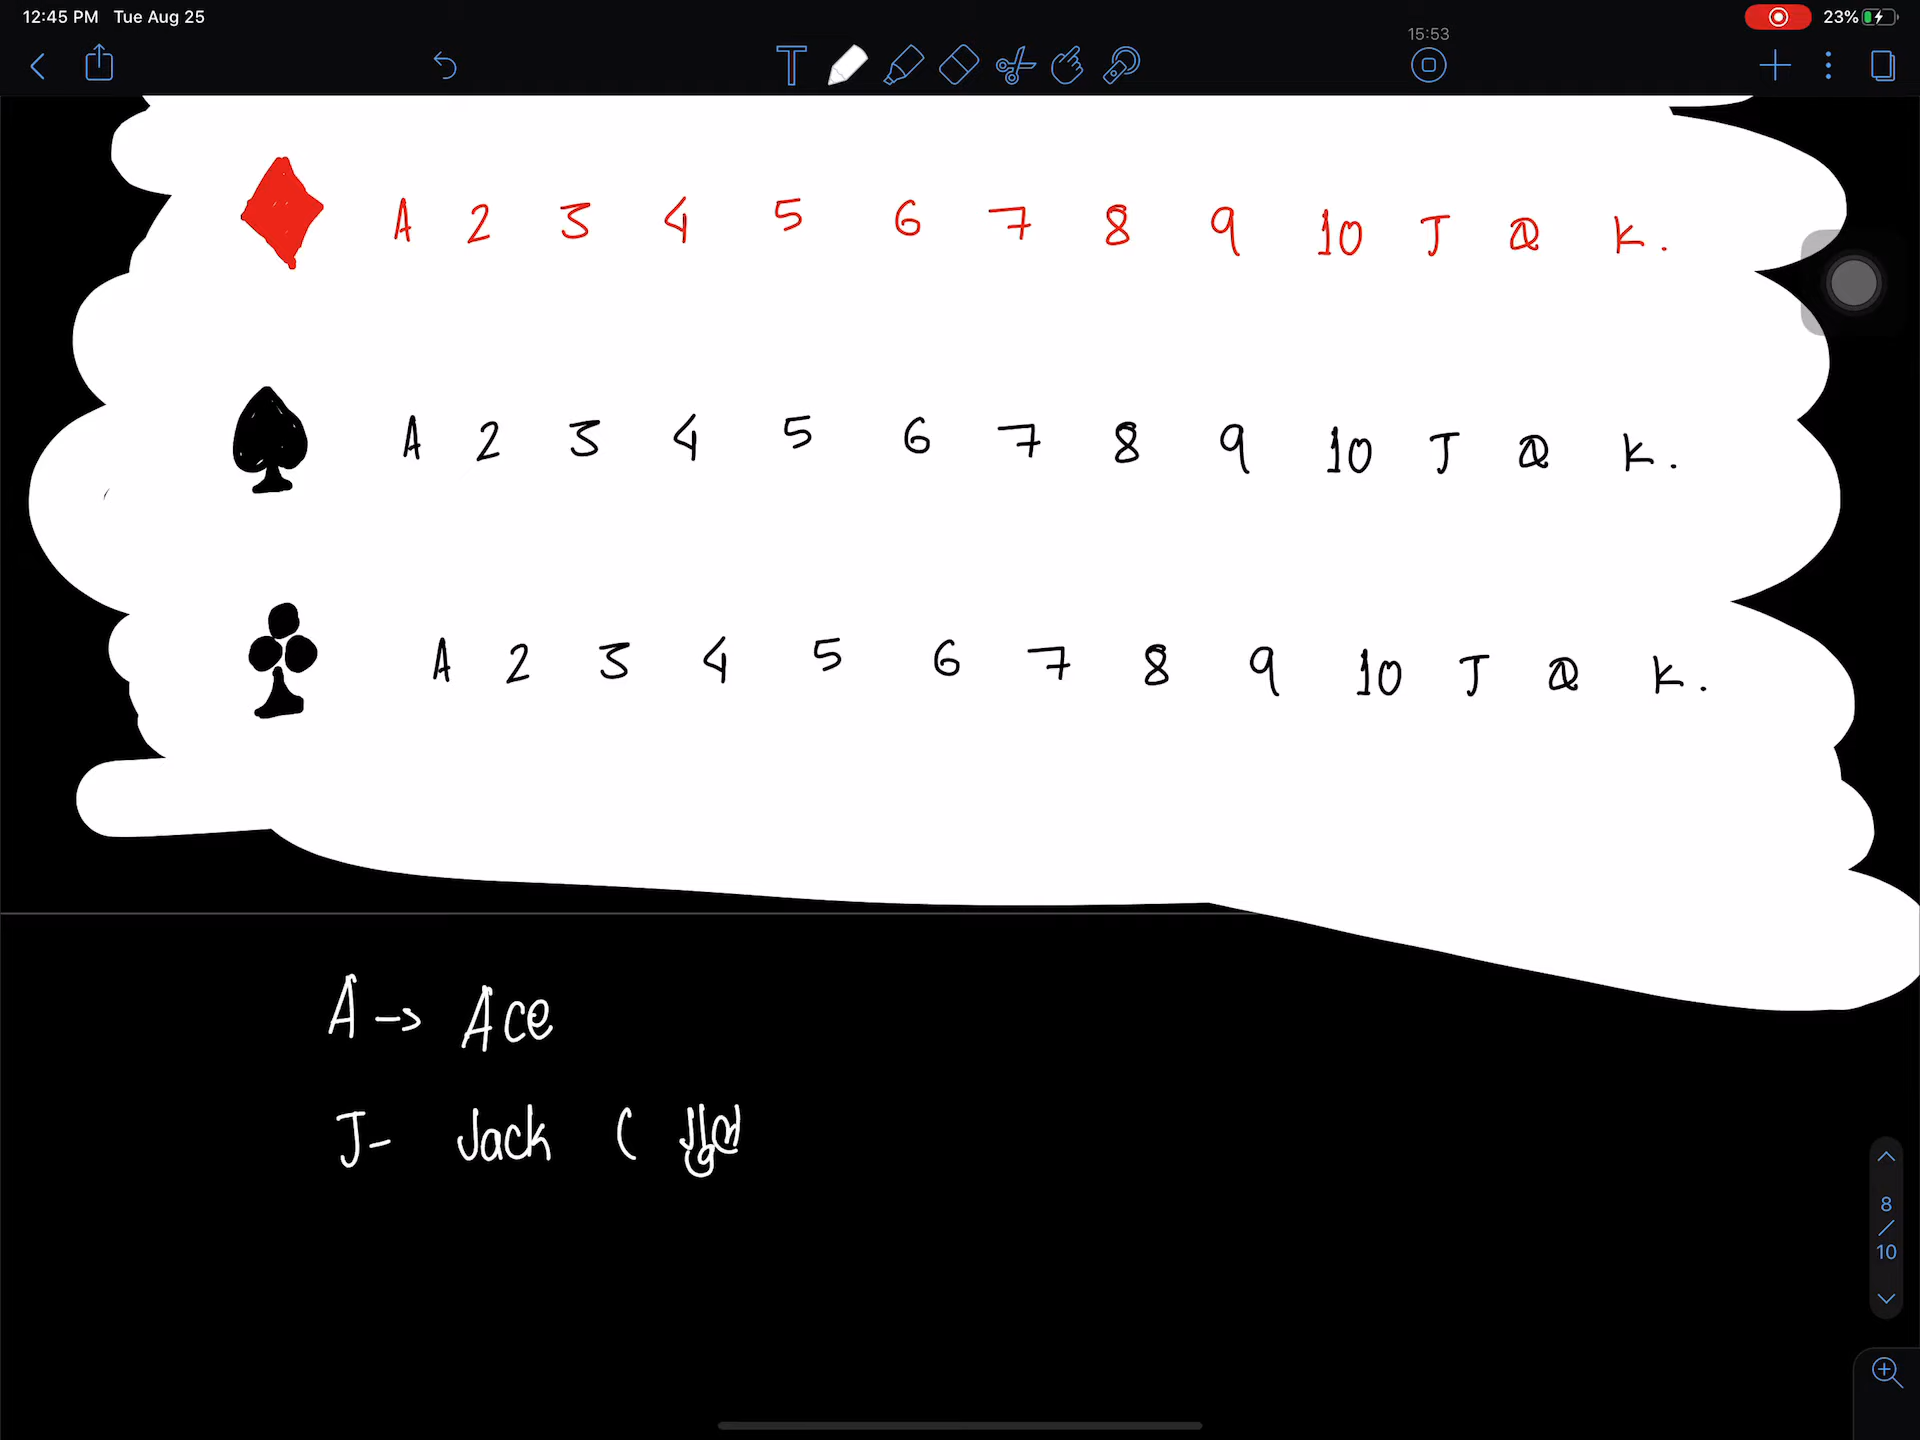 12:45 PM Tue Aug 25
23%
15:53
T
A 2 3 4 5 6 7 8 9 10 J Q K.
A 2 3 4 5 6 7 8 9 10 J Q K.
A 2 3 4 5 6 7 8 9 10 J Q K.
A → Ace
J - Jack (
8
/
10